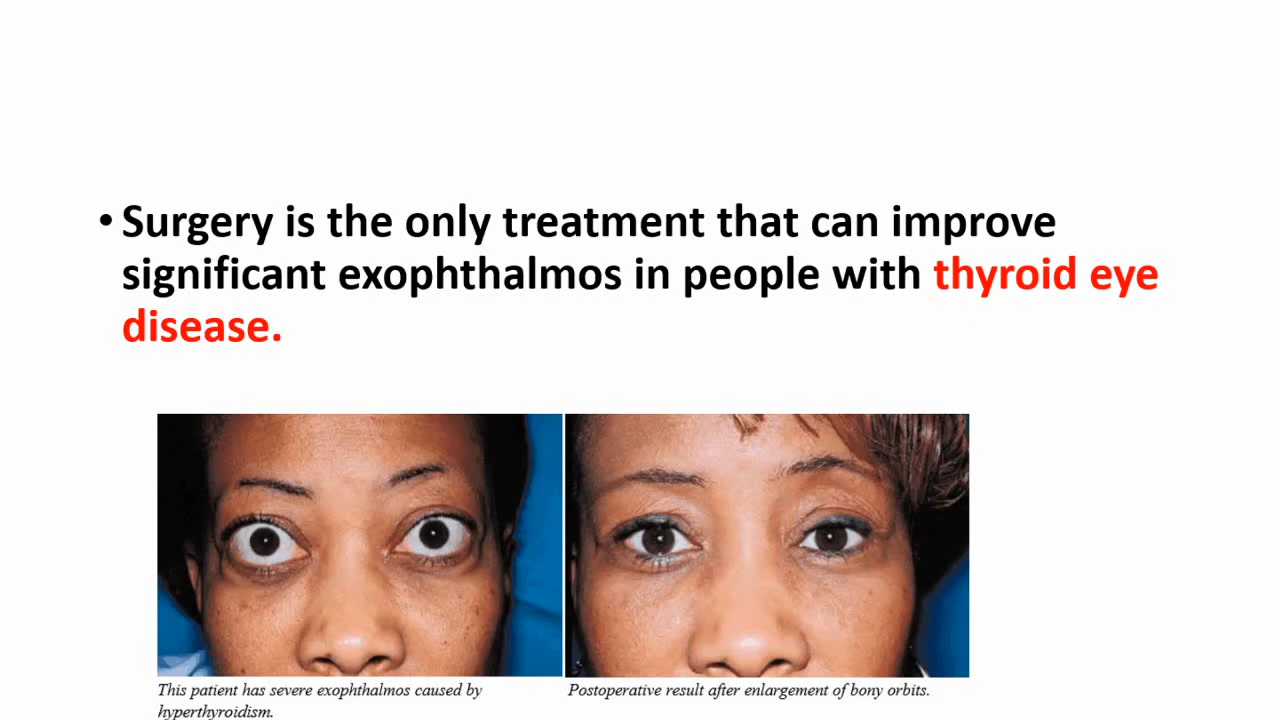 • Surgery is the only treatment that can improve
significant exophthalmos in people with thyroid eye
disease.
This patient has severe exophthalmos caused by
hyperthyroidism.
Postoperative result after enlargement of bony orbits.